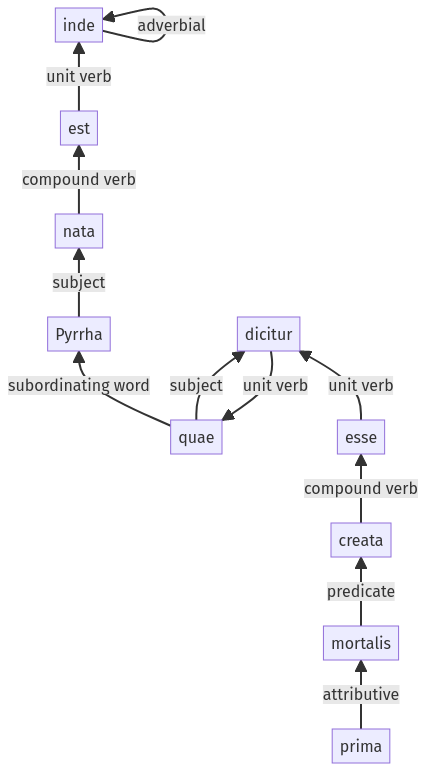 inde
adverbial
unit verb
est
compound verb
nata
subject
Pyrrha
dicitur
subordinating word
subject
unit verb
unit verb
quae
esse
compound verb
creata
predicate
mortalis
attributive
prima